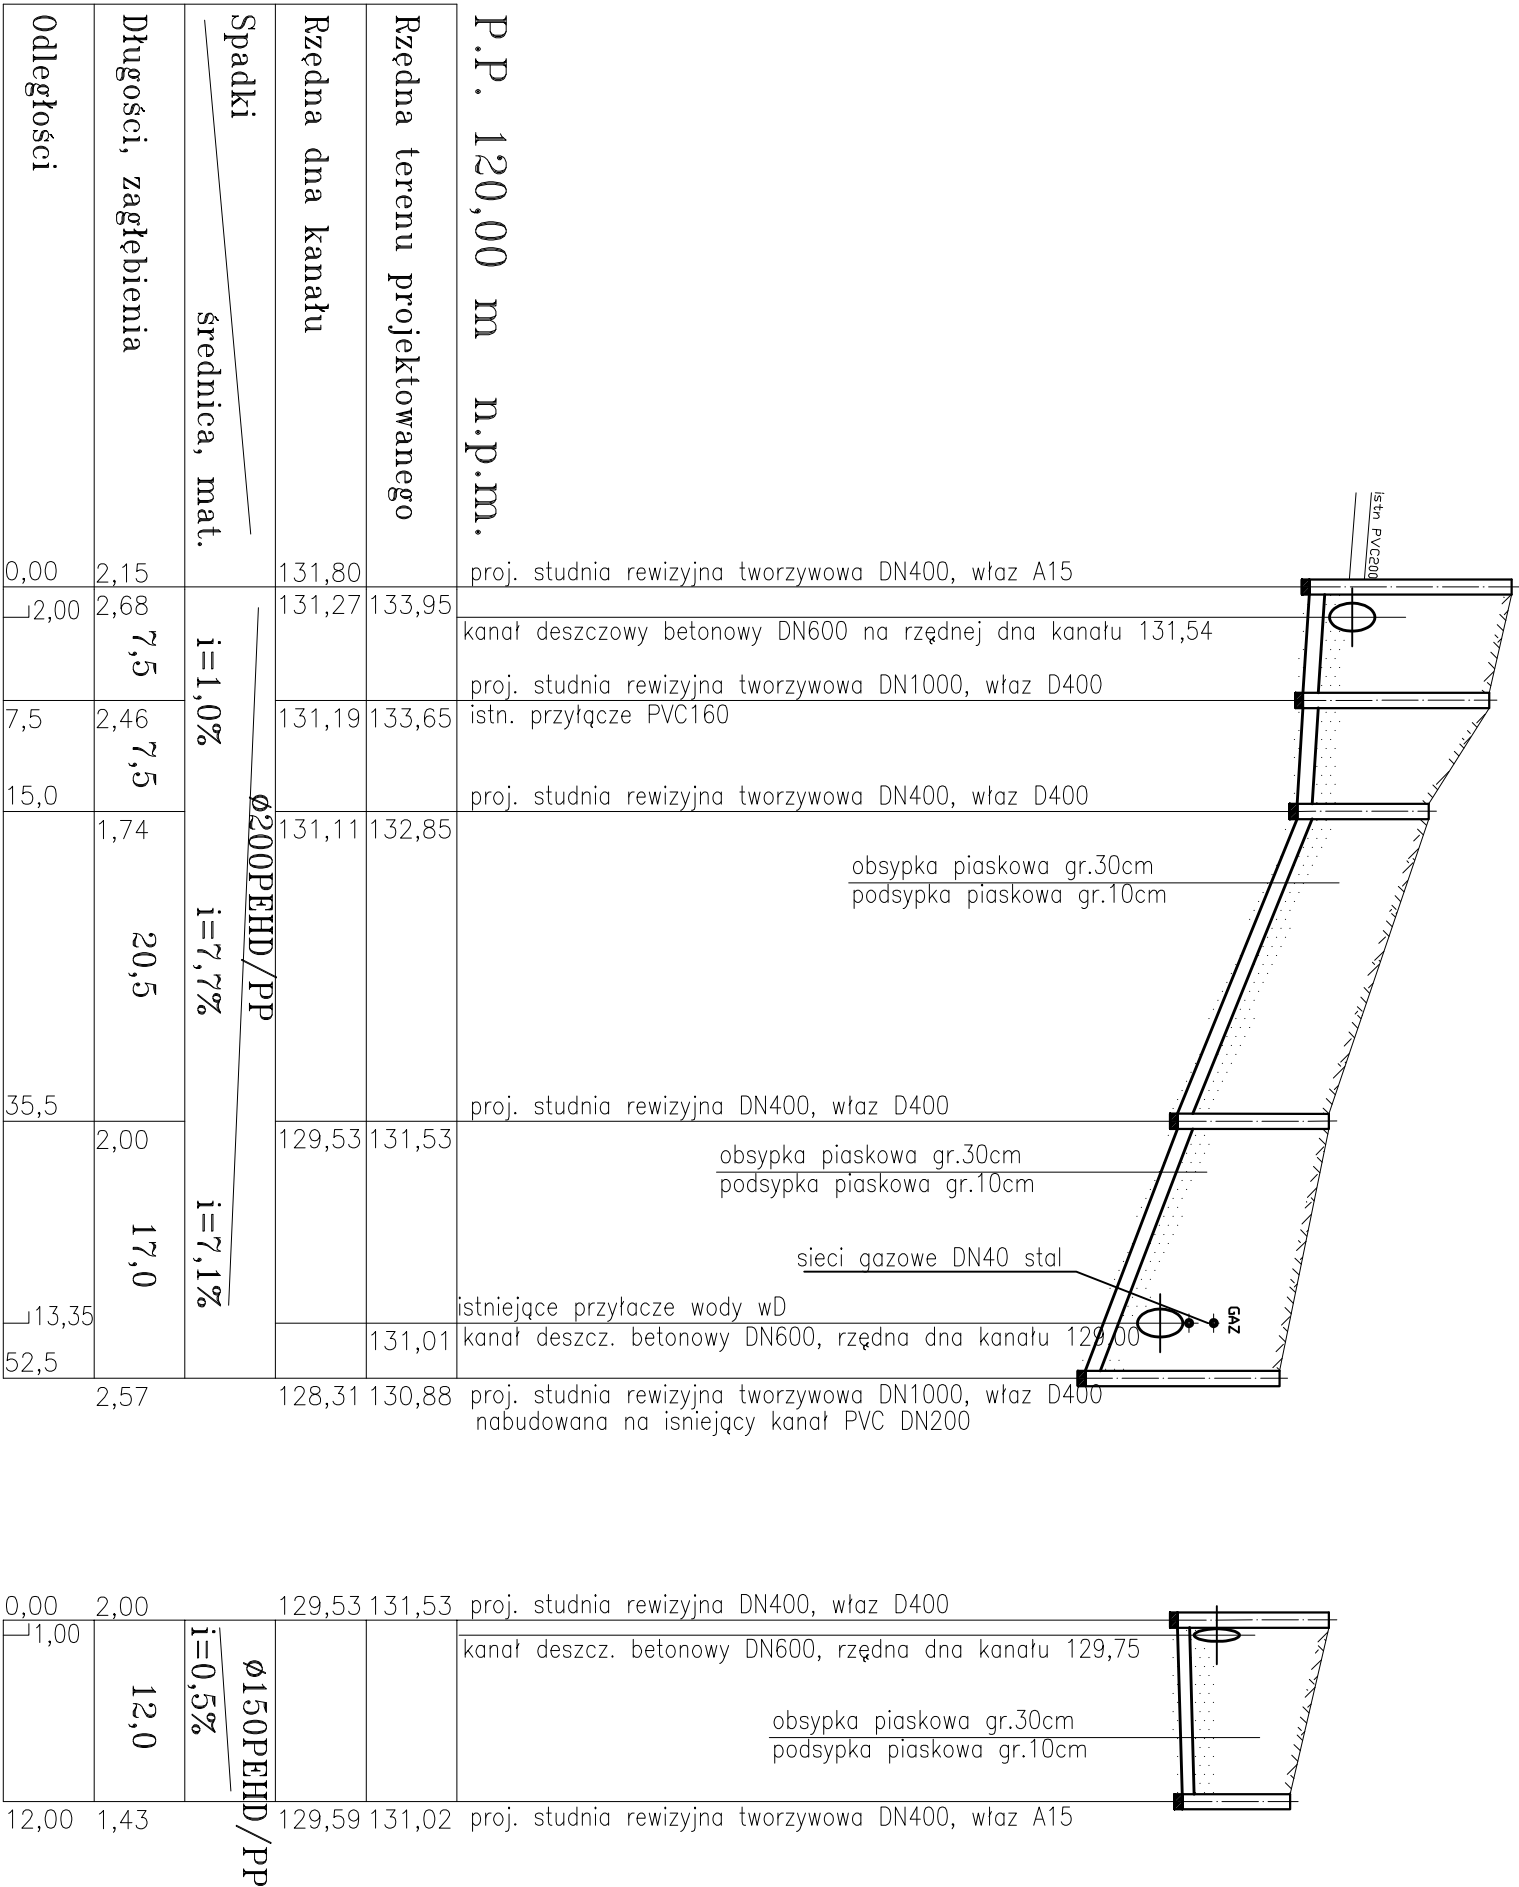 P.P. 120,00 m n.p.m.
Rzędna terenu projektowanego
Rzędna dna kanału
Spadki
średnica, mat.
Długości, zagłębienia
Odległości
istn PVC200
0,00
2,15
131,80
proj. studnia rewizyjna tworzywowa DN400, właz A15
2,00
2,68
131,27
133,95
kanał deszczowy betonowy DN600 na rzędnej dna kanału 131,54
7,5
i=1,0%
proj. studnia rewizyjna tworzywowa DN1000, właz D400
7,5
2,46
131,19
133,65
istn. przyłącze PVC160
7,5
15,0
proj. studnia rewizyjna tworzywowa DN400, właz D400
1,74
131,11
132,85
ø200PEHD/PP
obsypka piaskowa gr.30cm
podsypka piaskowa gr.10cm
20,5
i=7,7%
35,5
proj. studnia rewizyjna DN400, właz D400
2,00
129,53
131,53
obsypka piaskowa gr.30cm
podsypka piaskowa gr.10cm
17,0
i=7,1%
sieci gazowe DN40 stal
GAZ
13,35
istniejące przyłacze wody wD
131,01
kanał deszcz. betonowy DN600, rzędna dna kanału 129,00
52,5
2,57
128,31
130,88
proj. studnia rewizyjna tworzywowa DN1000, właz D400
nabudowana na isniejący kanał PVC DN200
0,00
2,00
129,53
131,53
proj. studnia rewizyjna DN400, właz D400
1,00
kanał deszcz. betonowy DN600, rzędna dna kanału 129,75
i=0,5%
ø150PEHD/PP
12,0
obsypka piaskowa gr.30cm
podsypka piaskowa gr.10cm
12,00
1,43
129,59
131,02
proj. studnia rewizyjna tworzywowa DN400, właz A15